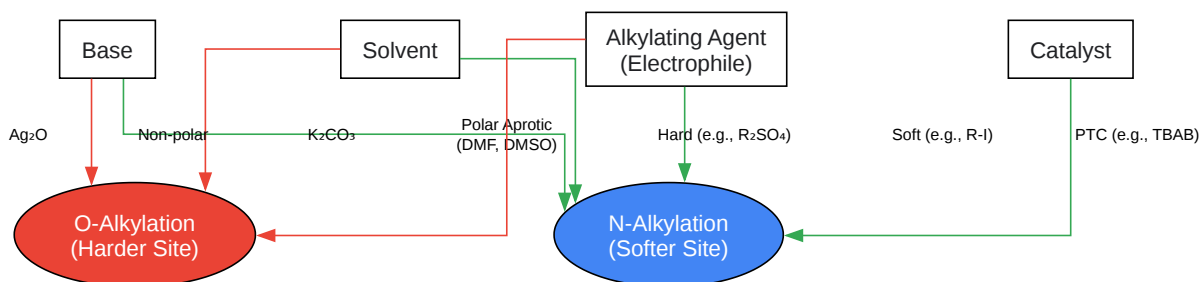 Base
Solvent
Alkylating Agent
(Electrophile)
Catalyst
Ag₂O
Non-polar
K₂CO₃
Polar Aprotic
(DMF, DMSO)
Hard (e.g., R₂SO₄)
Soft (e.g., R-I)
PTC (e.g., TBAB)
O-Alkylation
(Harder Site)
N-Alkylation
(Softer Site)